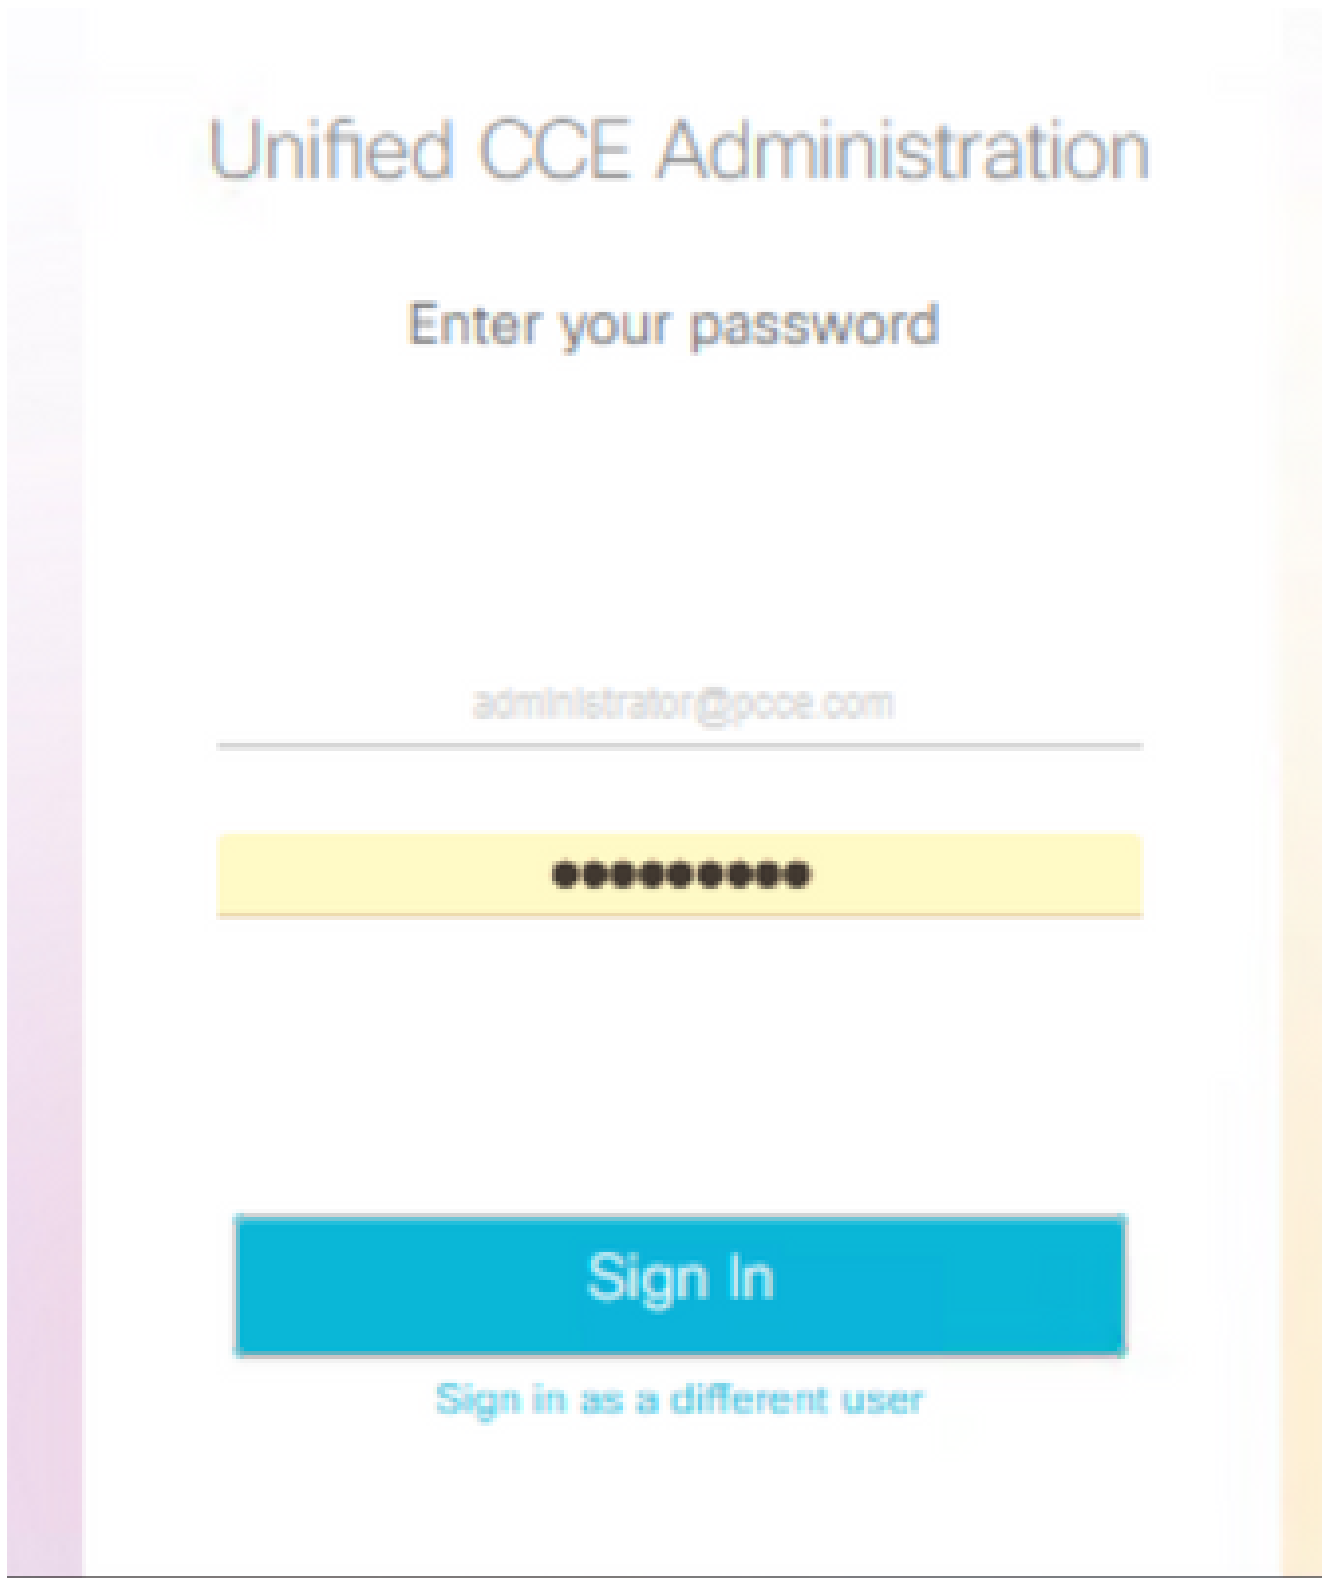 Unified CCE Administration
Enter your password
administrator@pcce.com
•••••••••
Sign In
Sign in as a different user